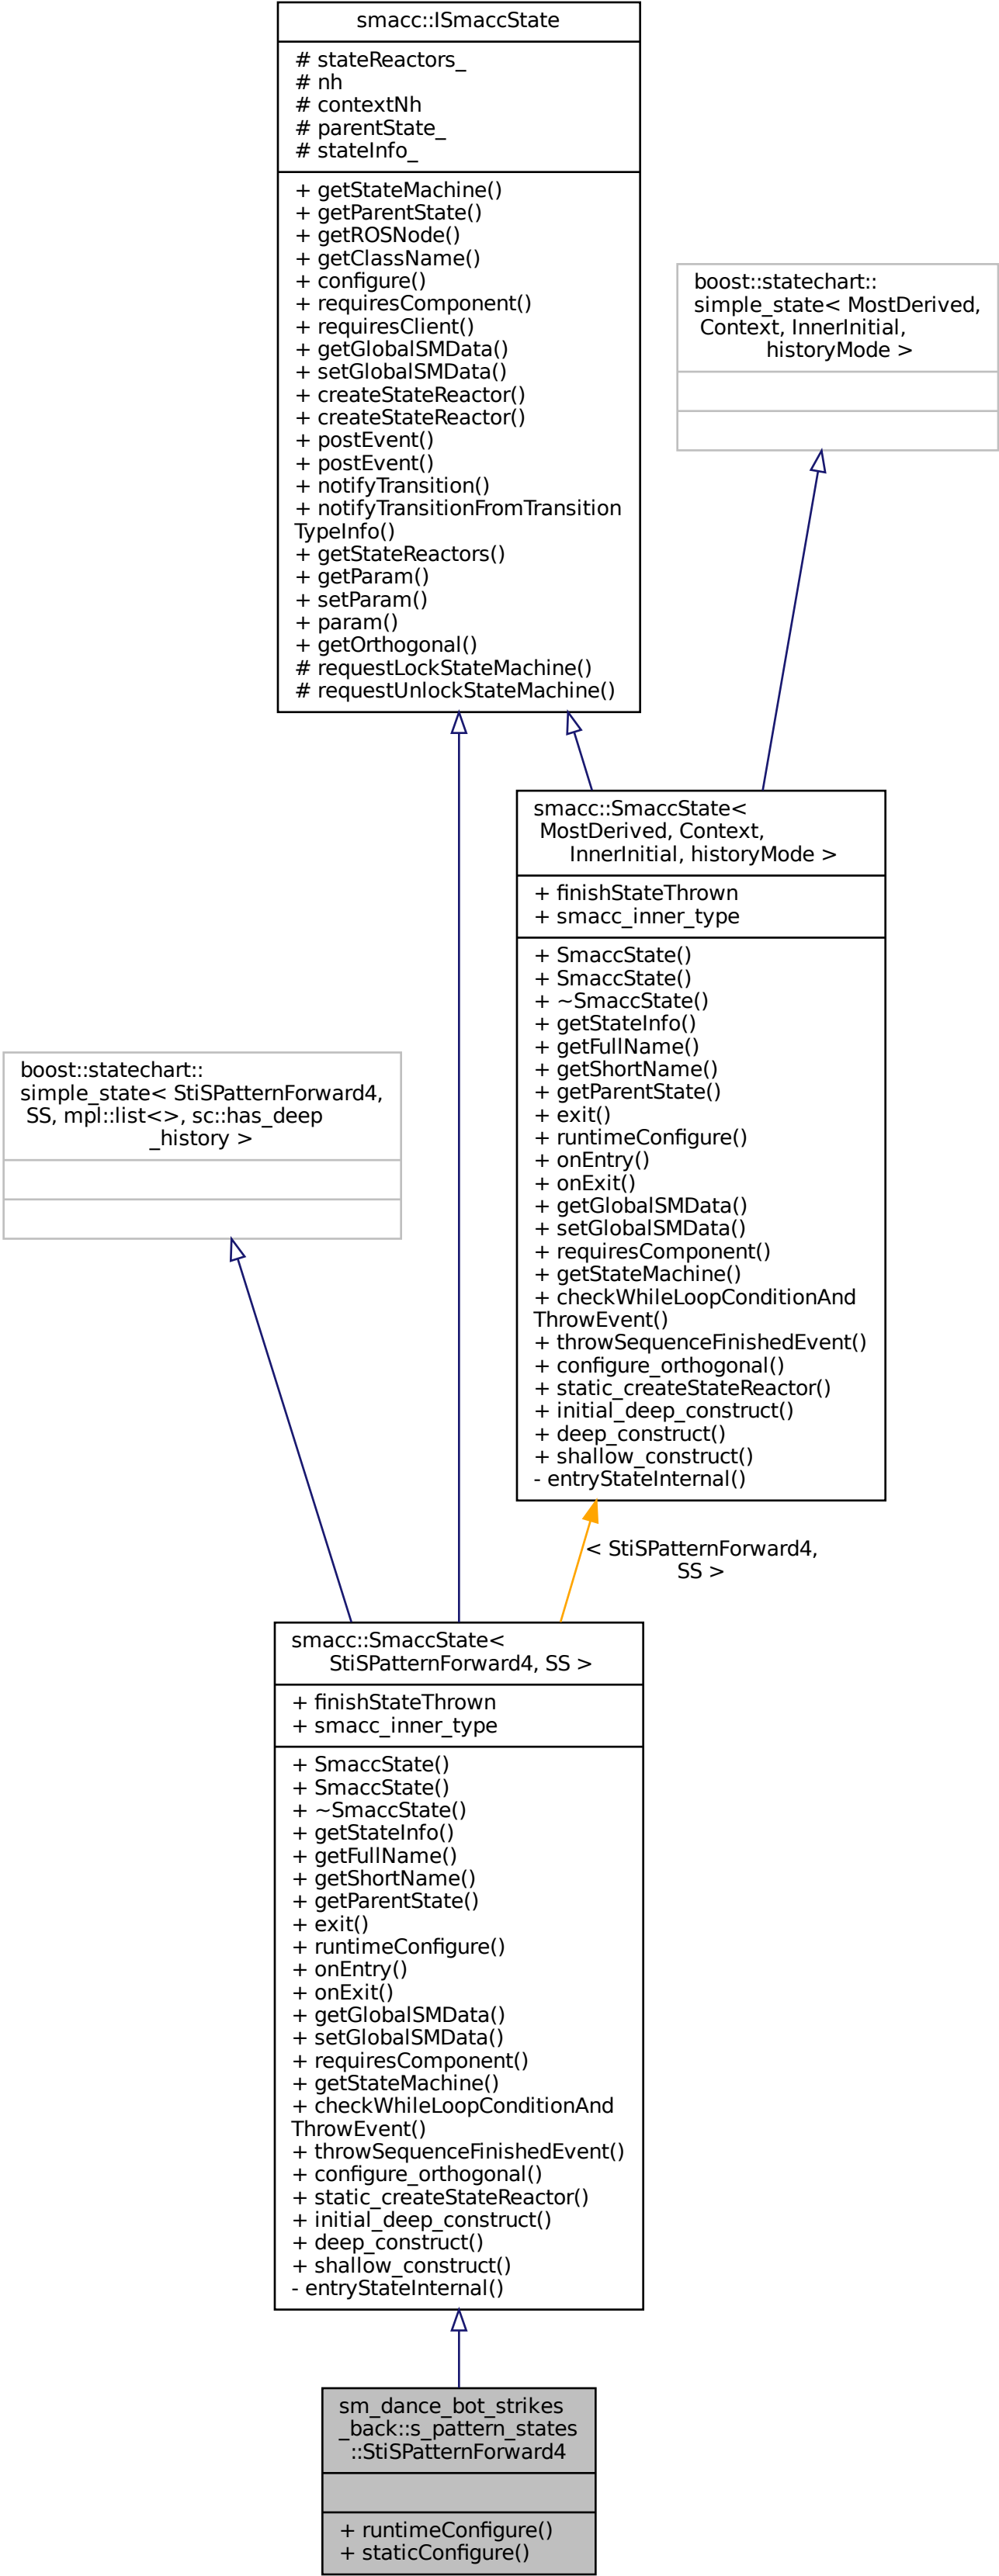 smacc::ISmaccState
# stateReactors_
# nh
# contextNh
# parentState_
# stateInfo_
+ getStateMachine()
+ getParentState()
+ getROSNode()
+ getClassName()
+ configure()
+ requiresComponent()
+ requiresClient()
+ getGlobalSMData()
+ setGlobalSMData()
+ createStateReactor()
+ createStateReactor()
+ postEvent()
+ postEvent()
+ notifyTransition()
+ notifyTransitionFromTransition
TypeInfo()
+ getStateReactors()
+ getParam()
+ setParam()
+ param()
+ getOrthogonal()
# requestLockStateMachine()
# requestUnlockStateMachine()
boost::statechart::
simple_state< MostDerived,
Context, InnerInitial,
historyMode >
smacc::SmaccState<
MostDerived, Context,
InnerInitial, historyMode >
+ finishStateThrown
+ smacc_inner_type
+ SmaccState()
+ SmaccState()
+ ~SmaccState()
+ getStateInfo()
+ getFullName()
+ getShortName()
+ getParentState()
+ exit()
+ runtimeConfigure()
+ onEntry()
+ onExit()
+ getGlobalSMData()
+ setGlobalSMData()
+ requiresComponent()
+ getStateMachine()
+ checkWhileLoopConditionAnd
ThrowEvent()
+ throwSequenceFinishedEvent()
+ configure_orthogonal()
+ static_createStateReactor()
+ initial_deep_construct()
+ deep_construct()
+ shallow_construct()
- entryStateInternal()
boost::statechart::
simple_state< StiSPatternForward4,
SS, mpl::list<>, sc::has_deep
_history >
< StiSPatternForward4,
SS >
smacc::SmaccState<
StiSPatternForward4, SS >
+ finishStateThrown
+ smacc_inner_type
+ SmaccState()
+ SmaccState()
+ ~SmaccState()
+ getStateInfo()
+ getFullName()
+ getShortName()
+ getParentState()
+ exit()
+ runtimeConfigure()
+ onEntry()
+ onExit()
+ getGlobalSMData()
+ setGlobalSMData()
+ requiresComponent()
+ getStateMachine()
+ checkWhileLoopConditionAnd
ThrowEvent()
+ throwSequenceFinishedEvent()
+ configure_orthogonal()
+ static_createStateReactor()
+ initial_deep_construct()
+ deep_construct()
+ shallow_construct()
- entryStateInternal()
sm_dance_bot_strikes
_back::s_pattern_states
::StiSPatternForward4
+ runtimeConfigure()
+ staticConfigure()